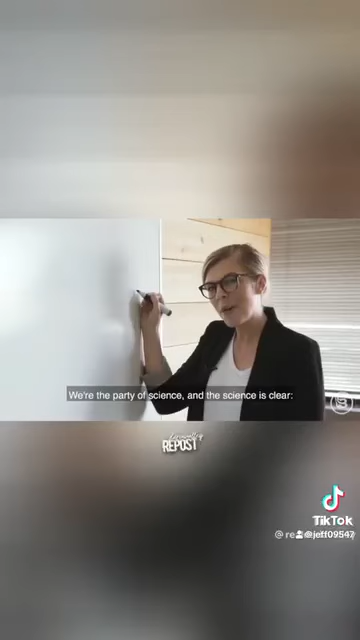 We're the party of science, and the science is clear:
REPOST
TikTok
@jeff09547